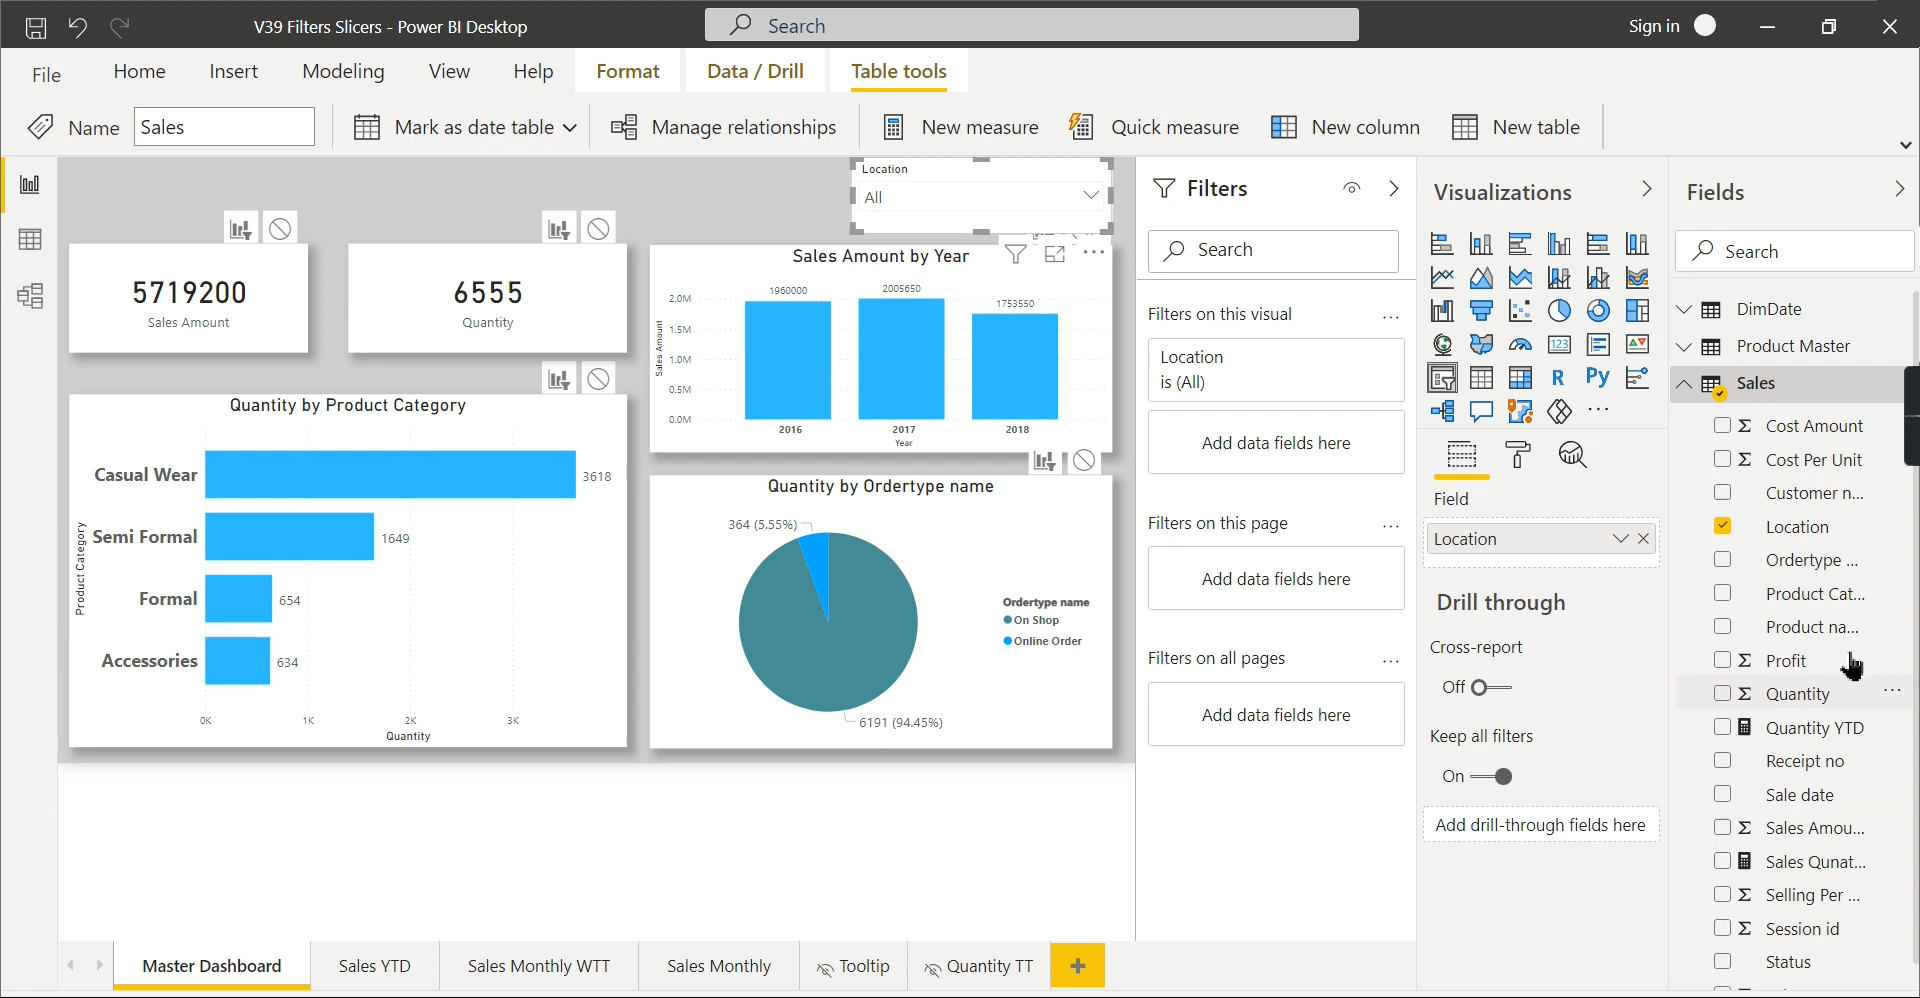 V39 Filters Slicers - Power BI Desktop
Search
Sign in
File
Home
Insert
Modeling
View
Help
Format
Data / Drill
Table tools
Name
Sales
Mark as date table
Manage relationships
New measure
Quick measure
New column
New table
Location
All
5719200
Sales Amount
6555
Quantity
Sales Amount by Year
1960000
2005650
1753550
2.0M
1.5M
1.0M
0.5M
0.0M
Sales Amount
2016
2017
2018
Year
Quantity by Product Category
Product Category
Casual Wear
3618
Semi Formal
1649
Formal
654
Accessories
634
0K
1K
2K
3K
Quantity
Quantity by Ordertype name
364 (5.55%)
6191 (94.45%)
Ordertype name
On Shop
Online Order
Filters
Search
Filters on this visual
...
Location
is (All)
Add data fields here
Filters on this page
...
Add data fields here
Filters on all pages
...
Add data fields here
Visualizations
123
R
Py
...
Field
Location
Drill through
Cross-report
Off
Keep all filters
On
Add drill-through fields here
Fields
Search
DimDate
Product Master
Sales
Σ Cost Amount
Σ Cost Per Unit
Customer n...
Location
Ordertype ...
Product Cat...
Product na...
Σ Profit
Σ Quantity
...
Quantity YTD
Receipt no
Sale date
Σ Sales Amou...
Sales Qunat...
Σ Selling Per ...
Σ Session id
Status
Master Dashboard
Sales YTD
Sales Monthly WTT
Sales Monthly
Tooltip
Quantity TT
+